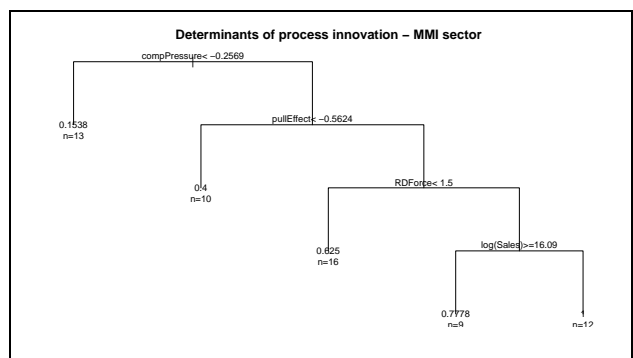 Determinants of process innovation – MMI sector
compPressure< −0.2569
0.1538
n=13
pullEffect< −0.5624
0.4
n=10
RDForce< 1.5
0.625
n=16
log(Sales)>=16.09
0.7778
n=9
1
n=12